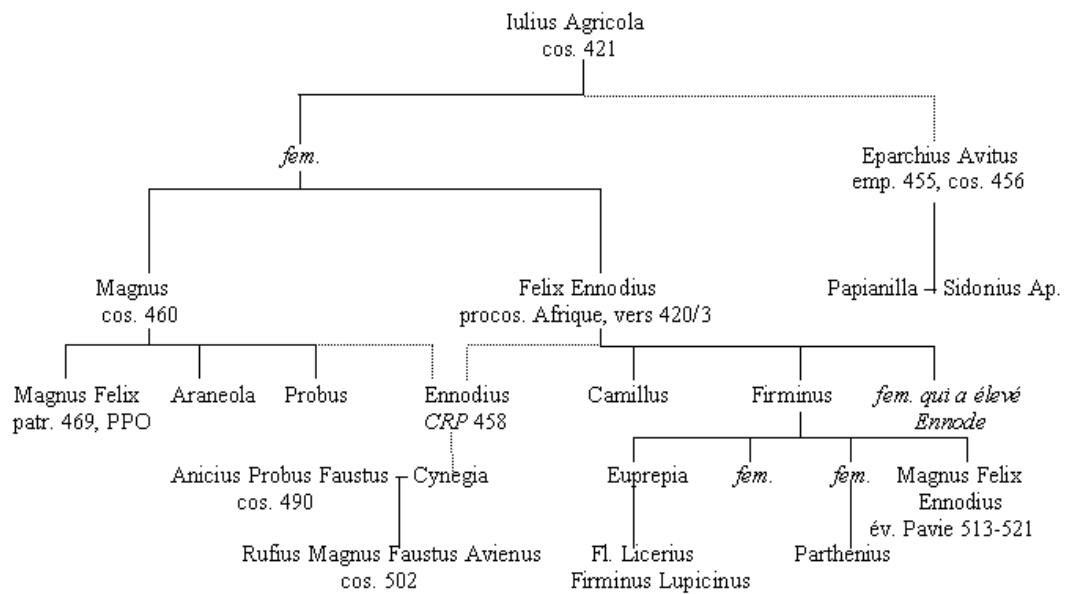 Iulius Agricola
cos. 421
fem.
Eparchius Avitus
emp. 455, cos. 456
Magnus
cos. 460
Felix Ennodius
procos. Afrique, vers 420/3
Papianilla
Sidonius Ap.
Magnus Felix
patr. 469, PPO
Araneola
Probus
Ennodius
CRP 458
Camillus
Firminus
fem. qui a élevé
Ennode
Anicius Probus Faustus
cos. 490
Cynegia
Euprepia
fem.
fem.
Magnus Felix
Ennodius
év. Pavie 513-521
Rufius Magnus Faustus Avienus
cos. 502
Fl. Licerius
Firminus Lupicinus
Parthenius